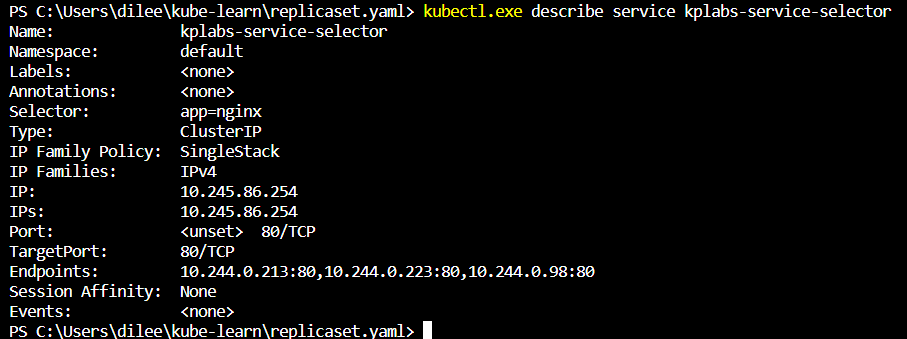 PS C:\Users\dilee\kube-learn\replicaset.yaml> kubectl.exe describe service kplabs-service-selector
Name:              kplabs-service-selector
Namespace:         default
Labels:            <none>
Annotations:       <none>
Selector:          app=nginx
Type:              ClusterIP
IP Family Policy:  SingleStack
IP Families:       IPv4
IP:                10.245.86.254
IPs:               10.245.86.254
Port:              <unset>  80/TCP
TargetPort:        80/TCP
Endpoints:         10.244.0.213:80,10.244.0.223:80,10.244.0.98:80
Session Affinity:  None
Events:            <none>
PS C:\Users\dilee\kube-learn\replicaset.yaml>